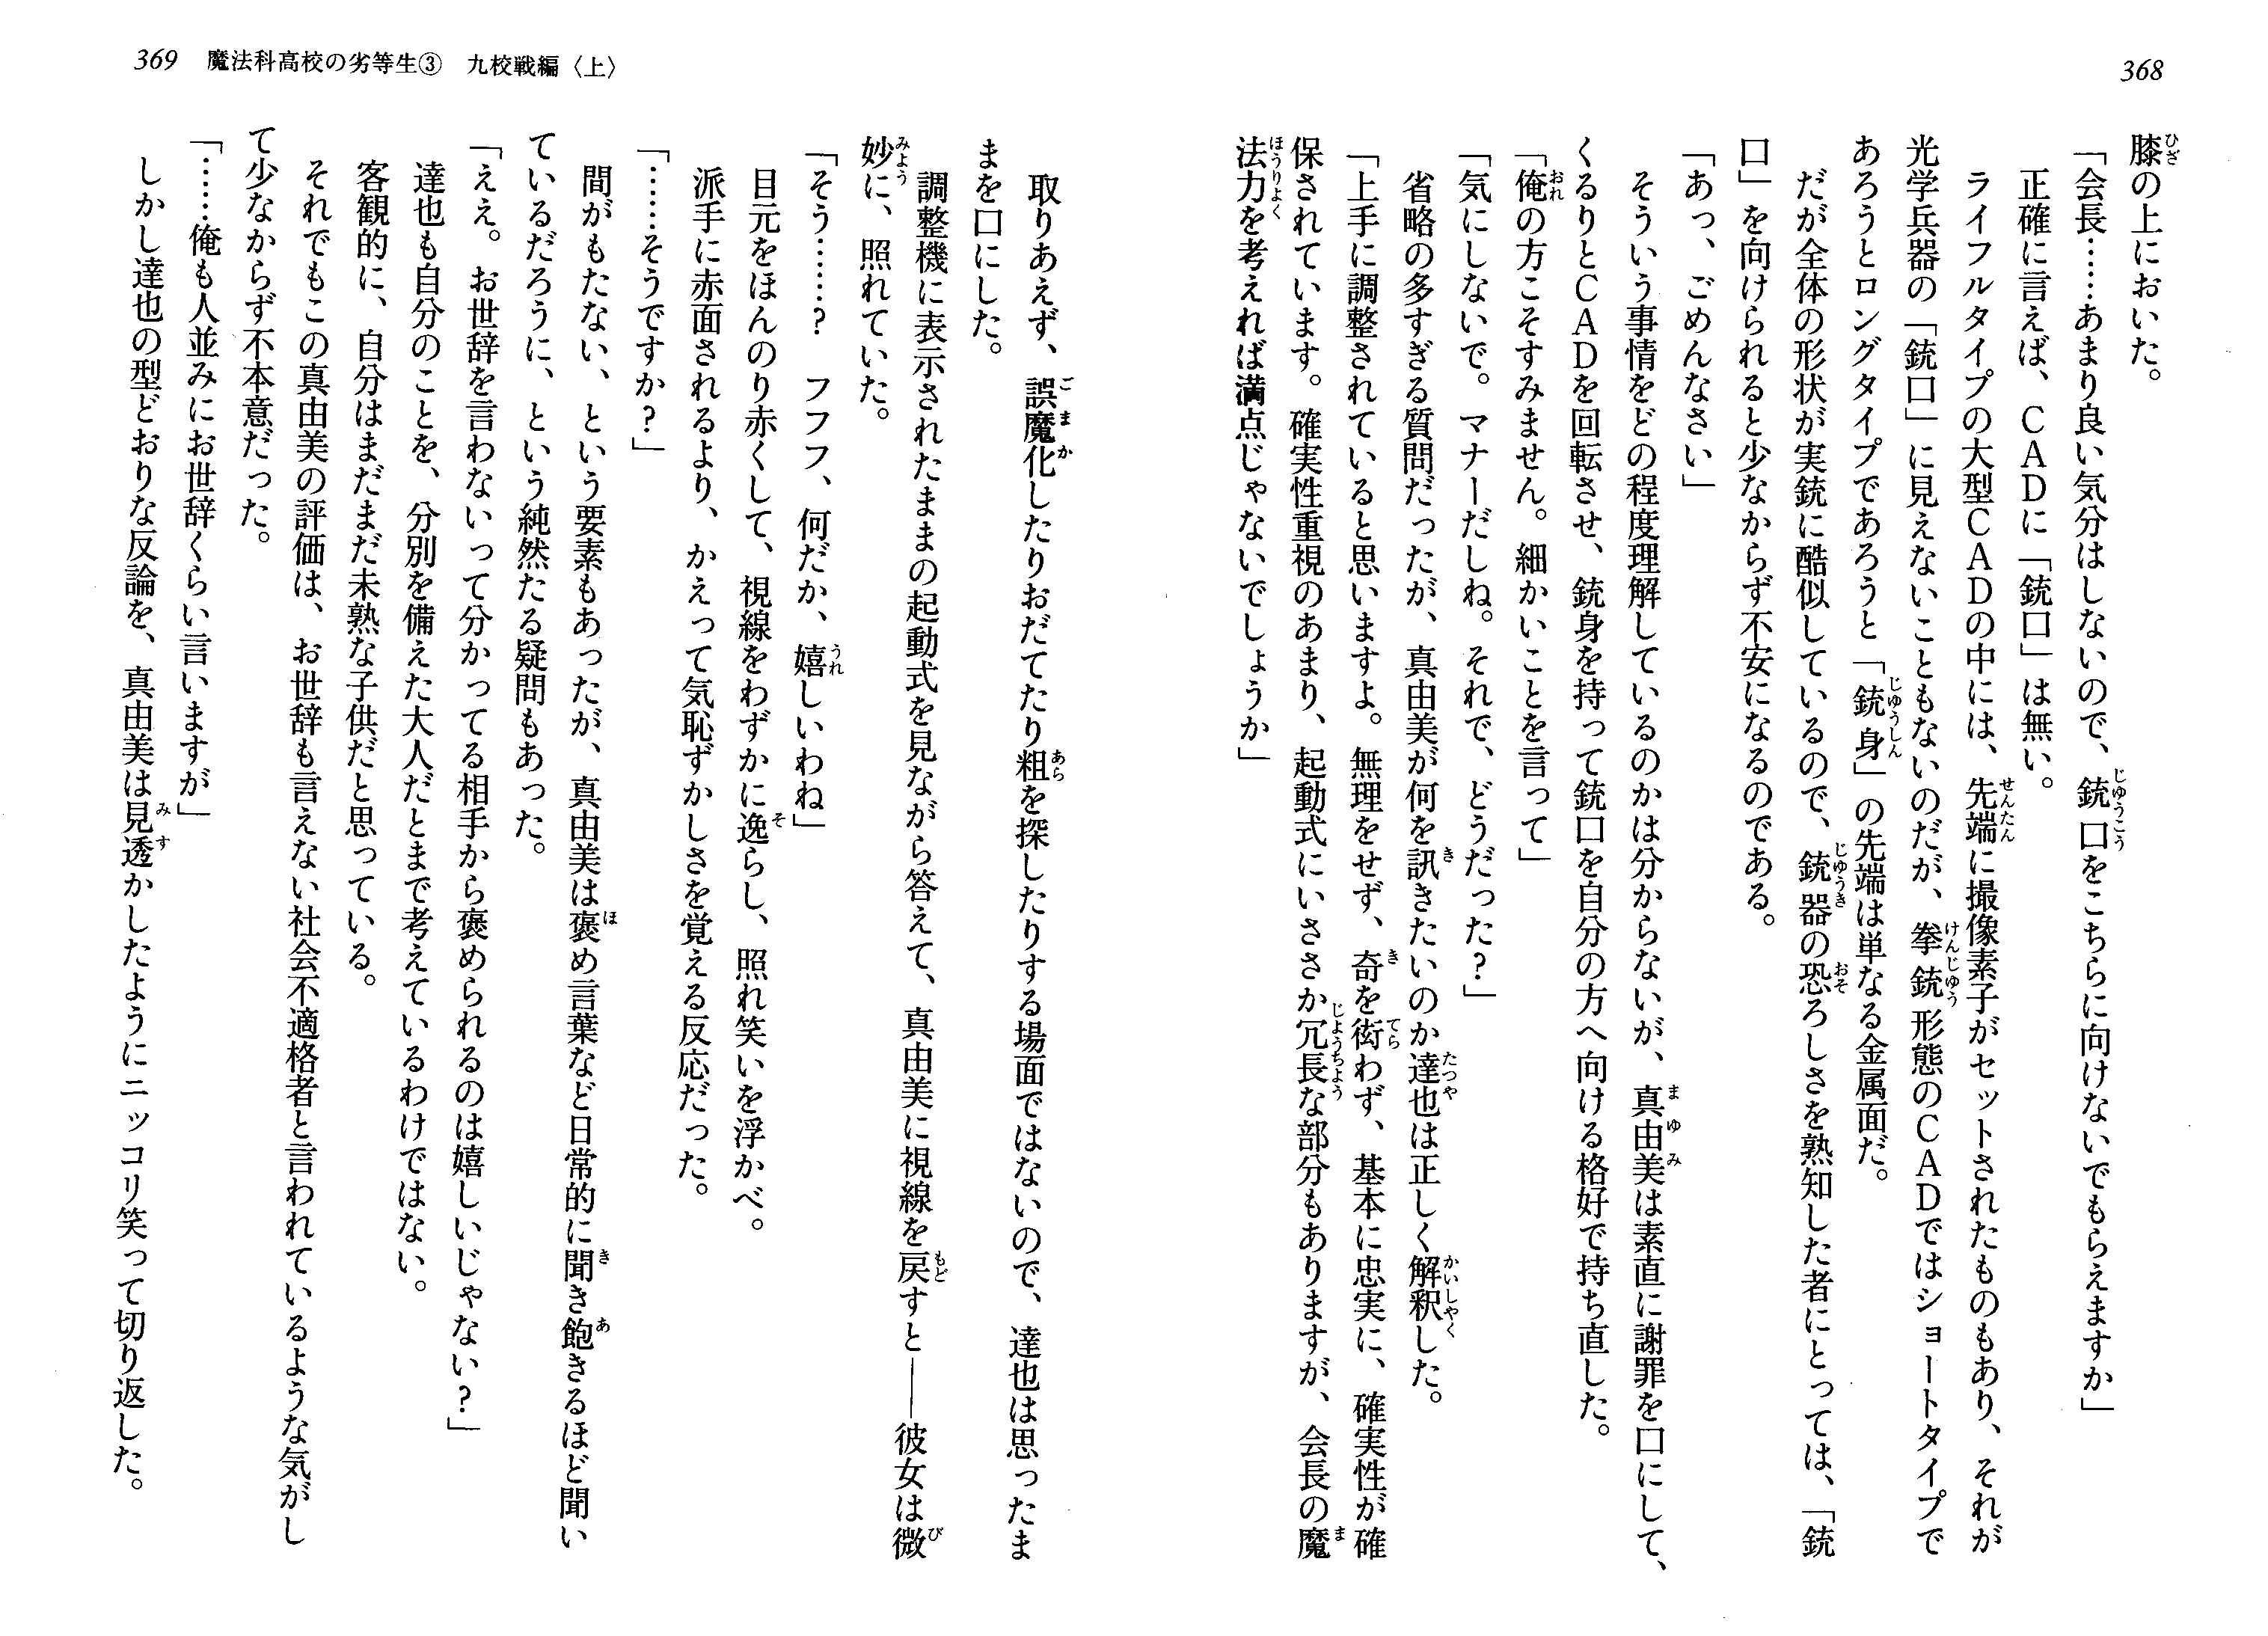 368
膝の上においた。
「会長……あまり良い気分はしないので、銃口をこちらに向けないでもらえますか」
正確に言えば、ＣＡＤに「銃口」は無い。
ライフルタイプの大型ＣＡＤの中には、先端に撮像素子がセットされたものもあり、それが
光学兵器の「銃口」に見えないこともないのだが、拳銃形態のＣＡＤではショートタイプで
あろうとロングタイプであろうと「銃身」の先端は単なる金属面だ。
だが全体の形状が実銃に酷似しているので、銃器の恐ろしさを熟知した者にとっては、「銃
口」を向けられると少なからず不安になるのである。
「あっ、ごめんなさい」
そういう事情をどの程度理解しているのかは分からないが、真由美は素直に謝罪を口にして、
くるりとＣＡＤを回転させ、銃身を持って銃口を自分の方へ向ける格好で持ち直した。
「俺の方こそすみません。細かいことを言って」
「気にしないで。マナーだしね。それで、どうだった？」
省略の多すぎる質問だったが、真由美が何を訊きたいのか達也は正しく解釈した。
「上手に調整されていると思いますよ。無理をせず、奇を衒わず、基本に忠実に、確実性が確
保されています。確実性重視のあまり、起動式にいささか冗長な部分もありますが、会長の魔
法力を考えれば満点じゃないでしょうか」
369 魔法科高校の劣等生③ 九校戦編〈上〉
取りあえず、誤魔化したりおだてたり粗を探したりする場面ではないので、達也は思ったま
まを口にした。
調整機に表示されたままの起動式を見ながら答えて、真由美に視線を戻すと――彼女は微
妙に、照れていた。
「そう……？　フフフ、何だか、嬉しいわね」
目元をほんのり赤くして、視線をわずかに逸らし、照れ笑いを浮かべ。
派手に赤面されるより、かえって気恥ずかしさを覚える反応だった。
「……そうですか？」
間がもたない、という要素もあったが、真由美は褒め言葉など日常的に聞き飽きるほど聞い
ているだろうに、という純然たる疑問もあった。
「ええ。お世辞を言わないって分かってる相手から褒められるのは嬉しいじゃない？」
達也も自分のことを、分別を備えた大人だとまで考えているわけではない。
客観的に、自分はまだまだ未熟な子供だと思っている。
それでもこの真由美の評価は、お世辞も言えない社会不適格者と言われているような気がし
て少なからず不本意だった。
「……俺も人並みにお世辞くらい言いますが」
しかし達也の型どおりな反論を、真由美は見透かしたようにニッコリ笑って切り返した。